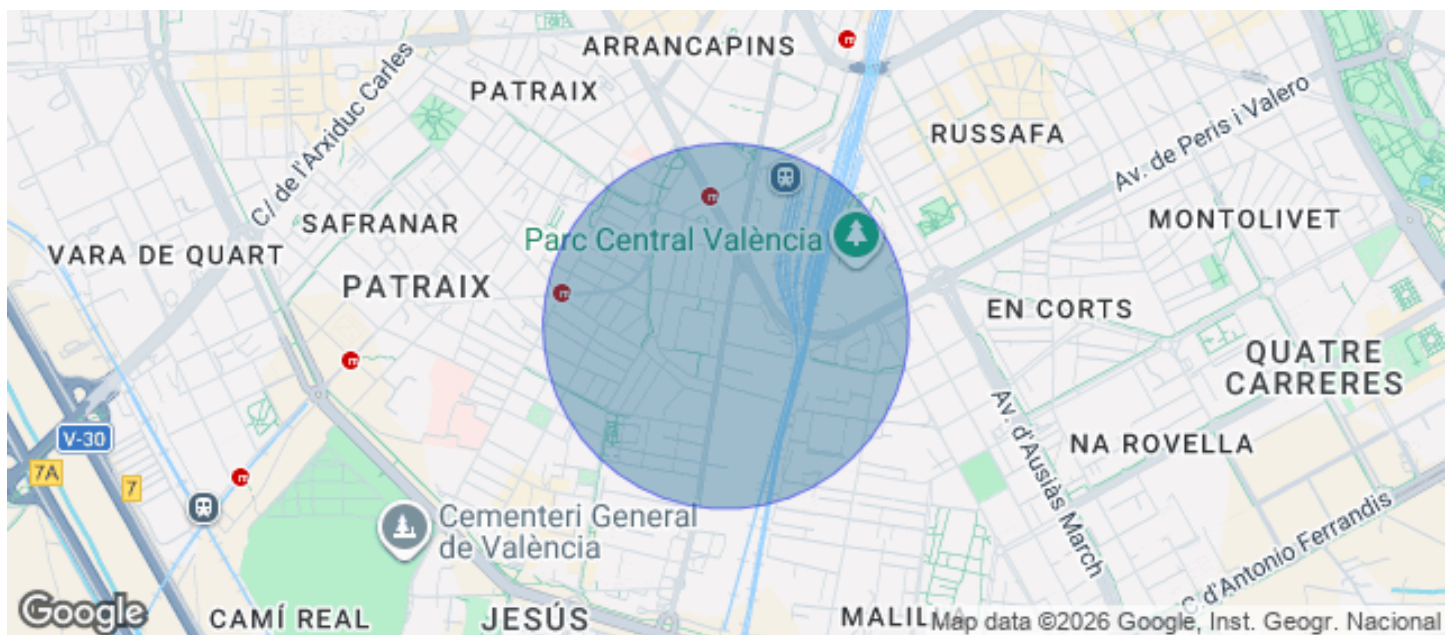 ARRANCAPINS
PATRAIX
C/ de l'Arxiduc Carles
RUSSAFA
Av. de Peris i Valero
SAFRANAR
MONTOLIVET
VARA DE QUART
Parc Central València
PATRAIX
EN CORTS
QUATRE
CARRERES
Av. d'Ausiàs March
V-30
NA ROVELLA
7A
7
Cementeri General
de València
C d'Antonio Ferrandis
Google
CAMÍ REAL
JESÚS
MALIL
Map data ©2026 Google, Inst. Geogr. Nacional